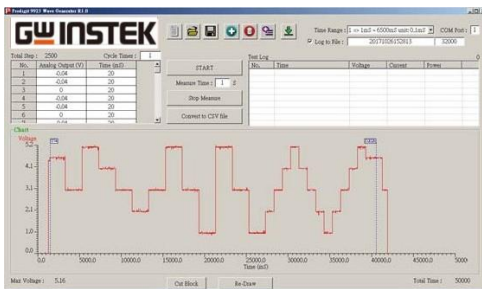 Prodigit 9923 Wave Generator R1.0
GWINSTEK
Time Range : 1 => 1mS ~ 6500mS unit: 0.1mS
COM Port : 1
Log to File : 20171026152813 32000
Total Step : 2500 Cycle Times : 1
No. Analog Output (V) Time (mS)
1 -0.04 20
2 -0.04 20
3 0 20
4 -0.04 20
5 -0.04 20
6 0 20
START
Measure Time : 1 S
Stop Measure
Convert to CSV file
Test Log 0
No. Time Voltage Current Power
Chart
Voltage
5.2
4.1
3.1
2.1
1.0
0.0
0.0 5000.0 10000.0 15000.0 20000.0 25000.0 30000.0 35000.0 40000.0 45000.0 5000
Time (mS)
Max Voltage : 5.16
Cut Block
Re-Draw
Total Time : 50000